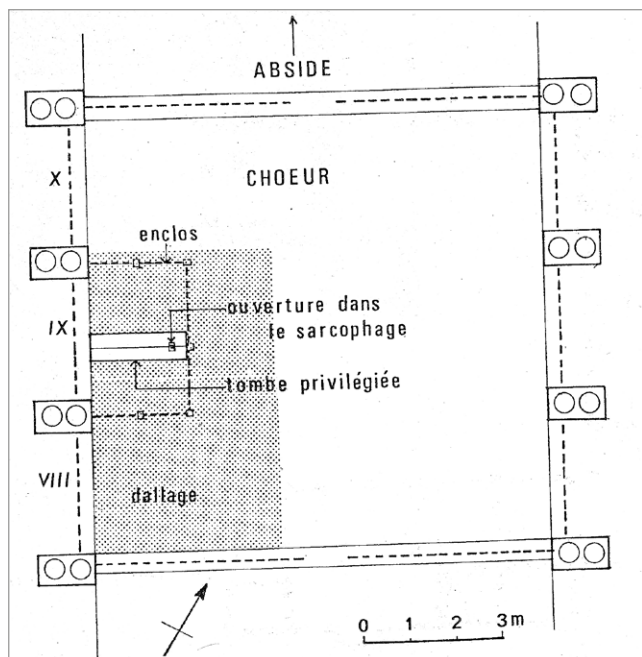 ABSIDE
CHOEUR
X
enclos
ouverture dans
le sarcophage
IX
tombe privilégiée
VIII
dallage
0 1 2 3m